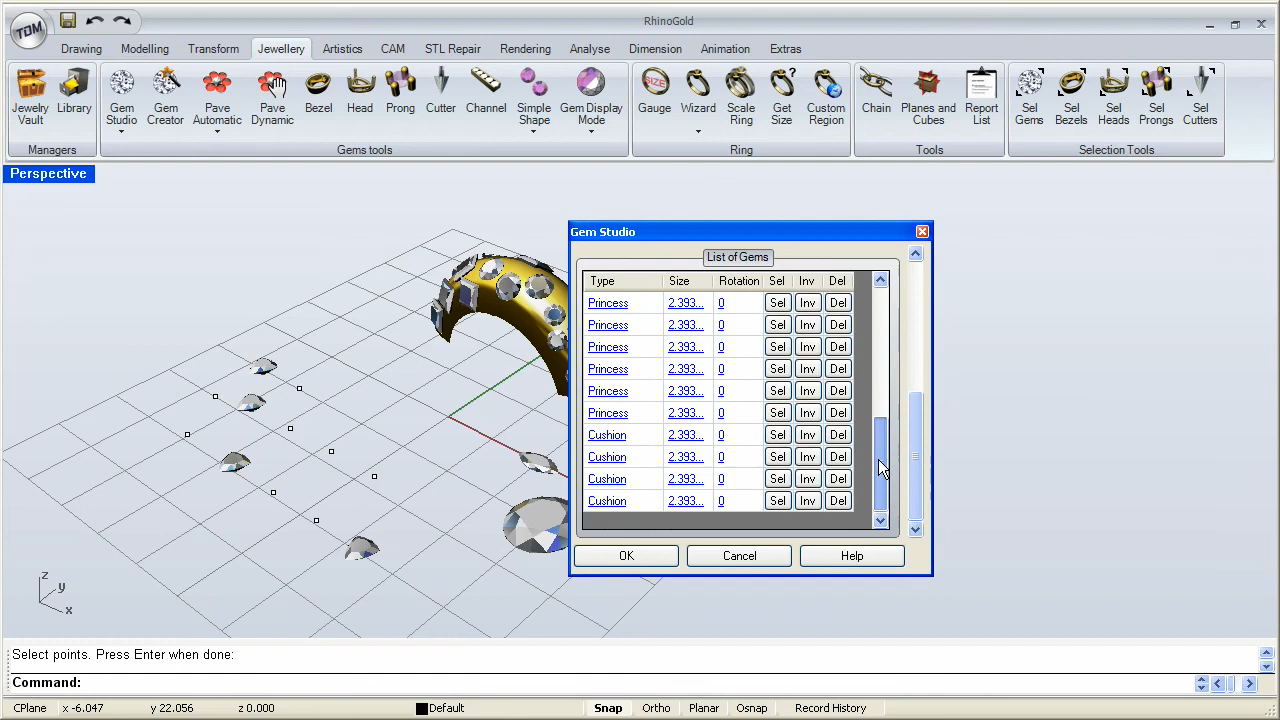 TDM
RhinoGold
Drawing Modelling Transform Jewellery Artistics CAM STL Repair Rendering Analyse Dimension Animation Extras
SIZE ?
Jewelry Vault Library Gem Studio Gem Creator Pave Automatic Pave Dynamic Bezel Head Prong Cutter Channel Simple Shape Gem Display Mode Gauge Wizard Scale Ring Get Size Custom Region Chain Planes and Cubes Report List Sel Gems Sel Bezels Sel Heads Sel Prongs Sel Cutters
Managers Gems tools Ring Tools Selection Tools
Perspective
Gem Studio
List of Gems
Type Size Rotation Sel Inv Del
Princess 2.393... 0 Sel Inv Del
Princess 2.393... 0 Sel Inv Del
Princess 2.393... 0 Sel Inv Del
Princess 2.393... 0 Sel Inv Del
Princess 2.393... 0 Sel Inv Del
Princess 2.393... 0 Sel Inv Del
Cushion 2.393... 0 Sel Inv Del
Cushion 2.393... 0 Sel Inv Del
Cushion 2.393... 0 Sel Inv Del
Cushion 2.393... 0 Sel Inv Del
OK Cancel Help
z
y
x
Select points. Press Enter when done:
Command:
CPlane x -6.047 y 22.056 z 0.000 Default Snap Ortho Planar Osnap Record History